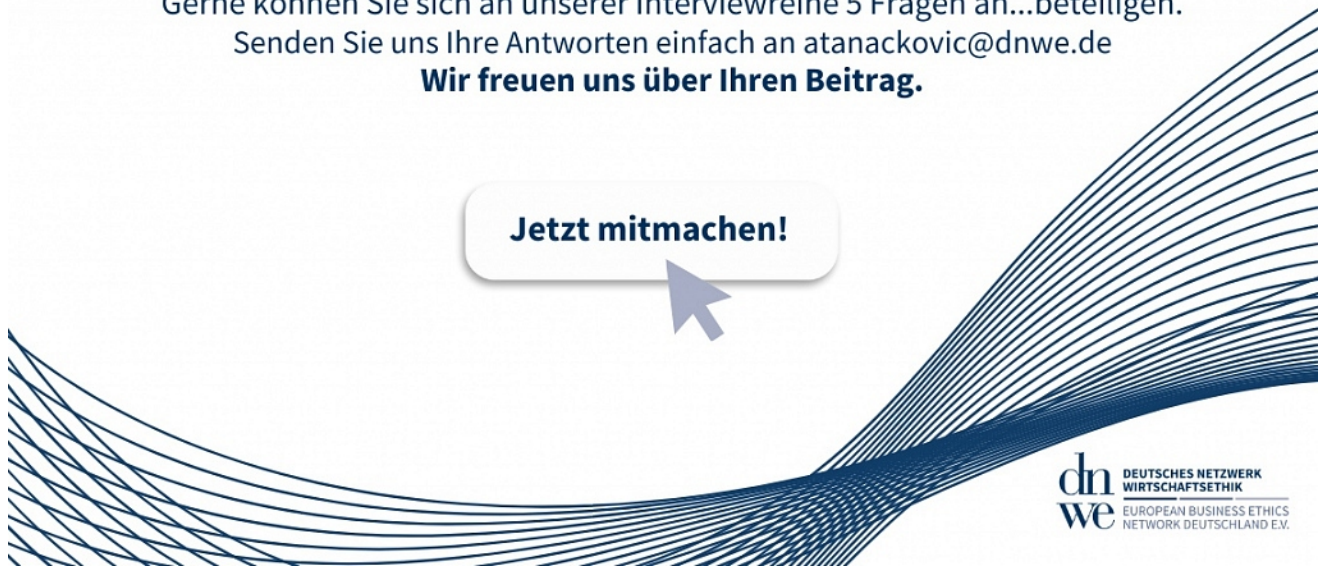 Gerne können Sie sich an unserer Interviewreihe 5 Fragen an...beteiligen.
Senden Sie uns Ihre Antworten einfach an atanackovic@dnwe.de
Wir freuen uns über Ihren Beitrag.
Jetzt mitmachen!
dn
we
DEUTSCHES NETZWERK
WIRTSCHAFTSETHIK
EUROPEAN BUSINESS ETHICS
NETWORK DEUTSCHLAND E.V.